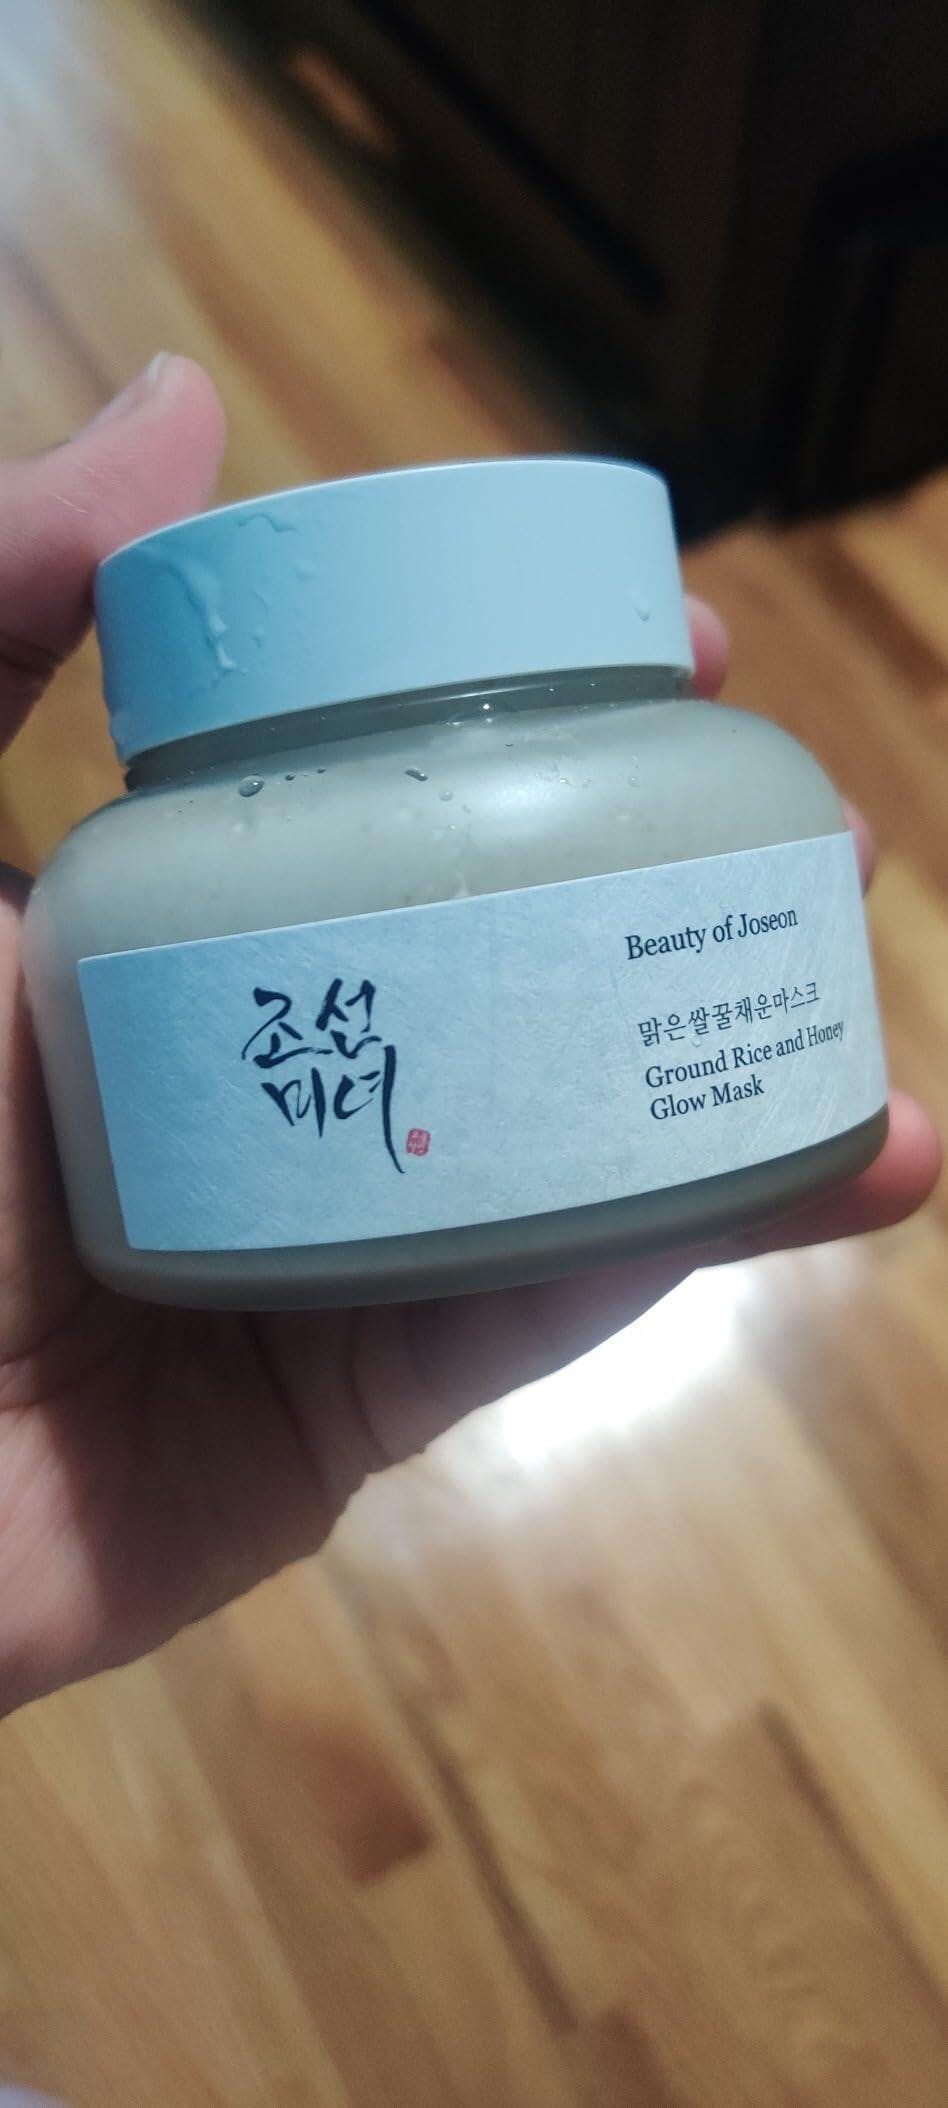 조선
미녀
Beauty of Joseon
맑은쌀꿀채운마스크
Ground Rice and Honey
Glow Mask